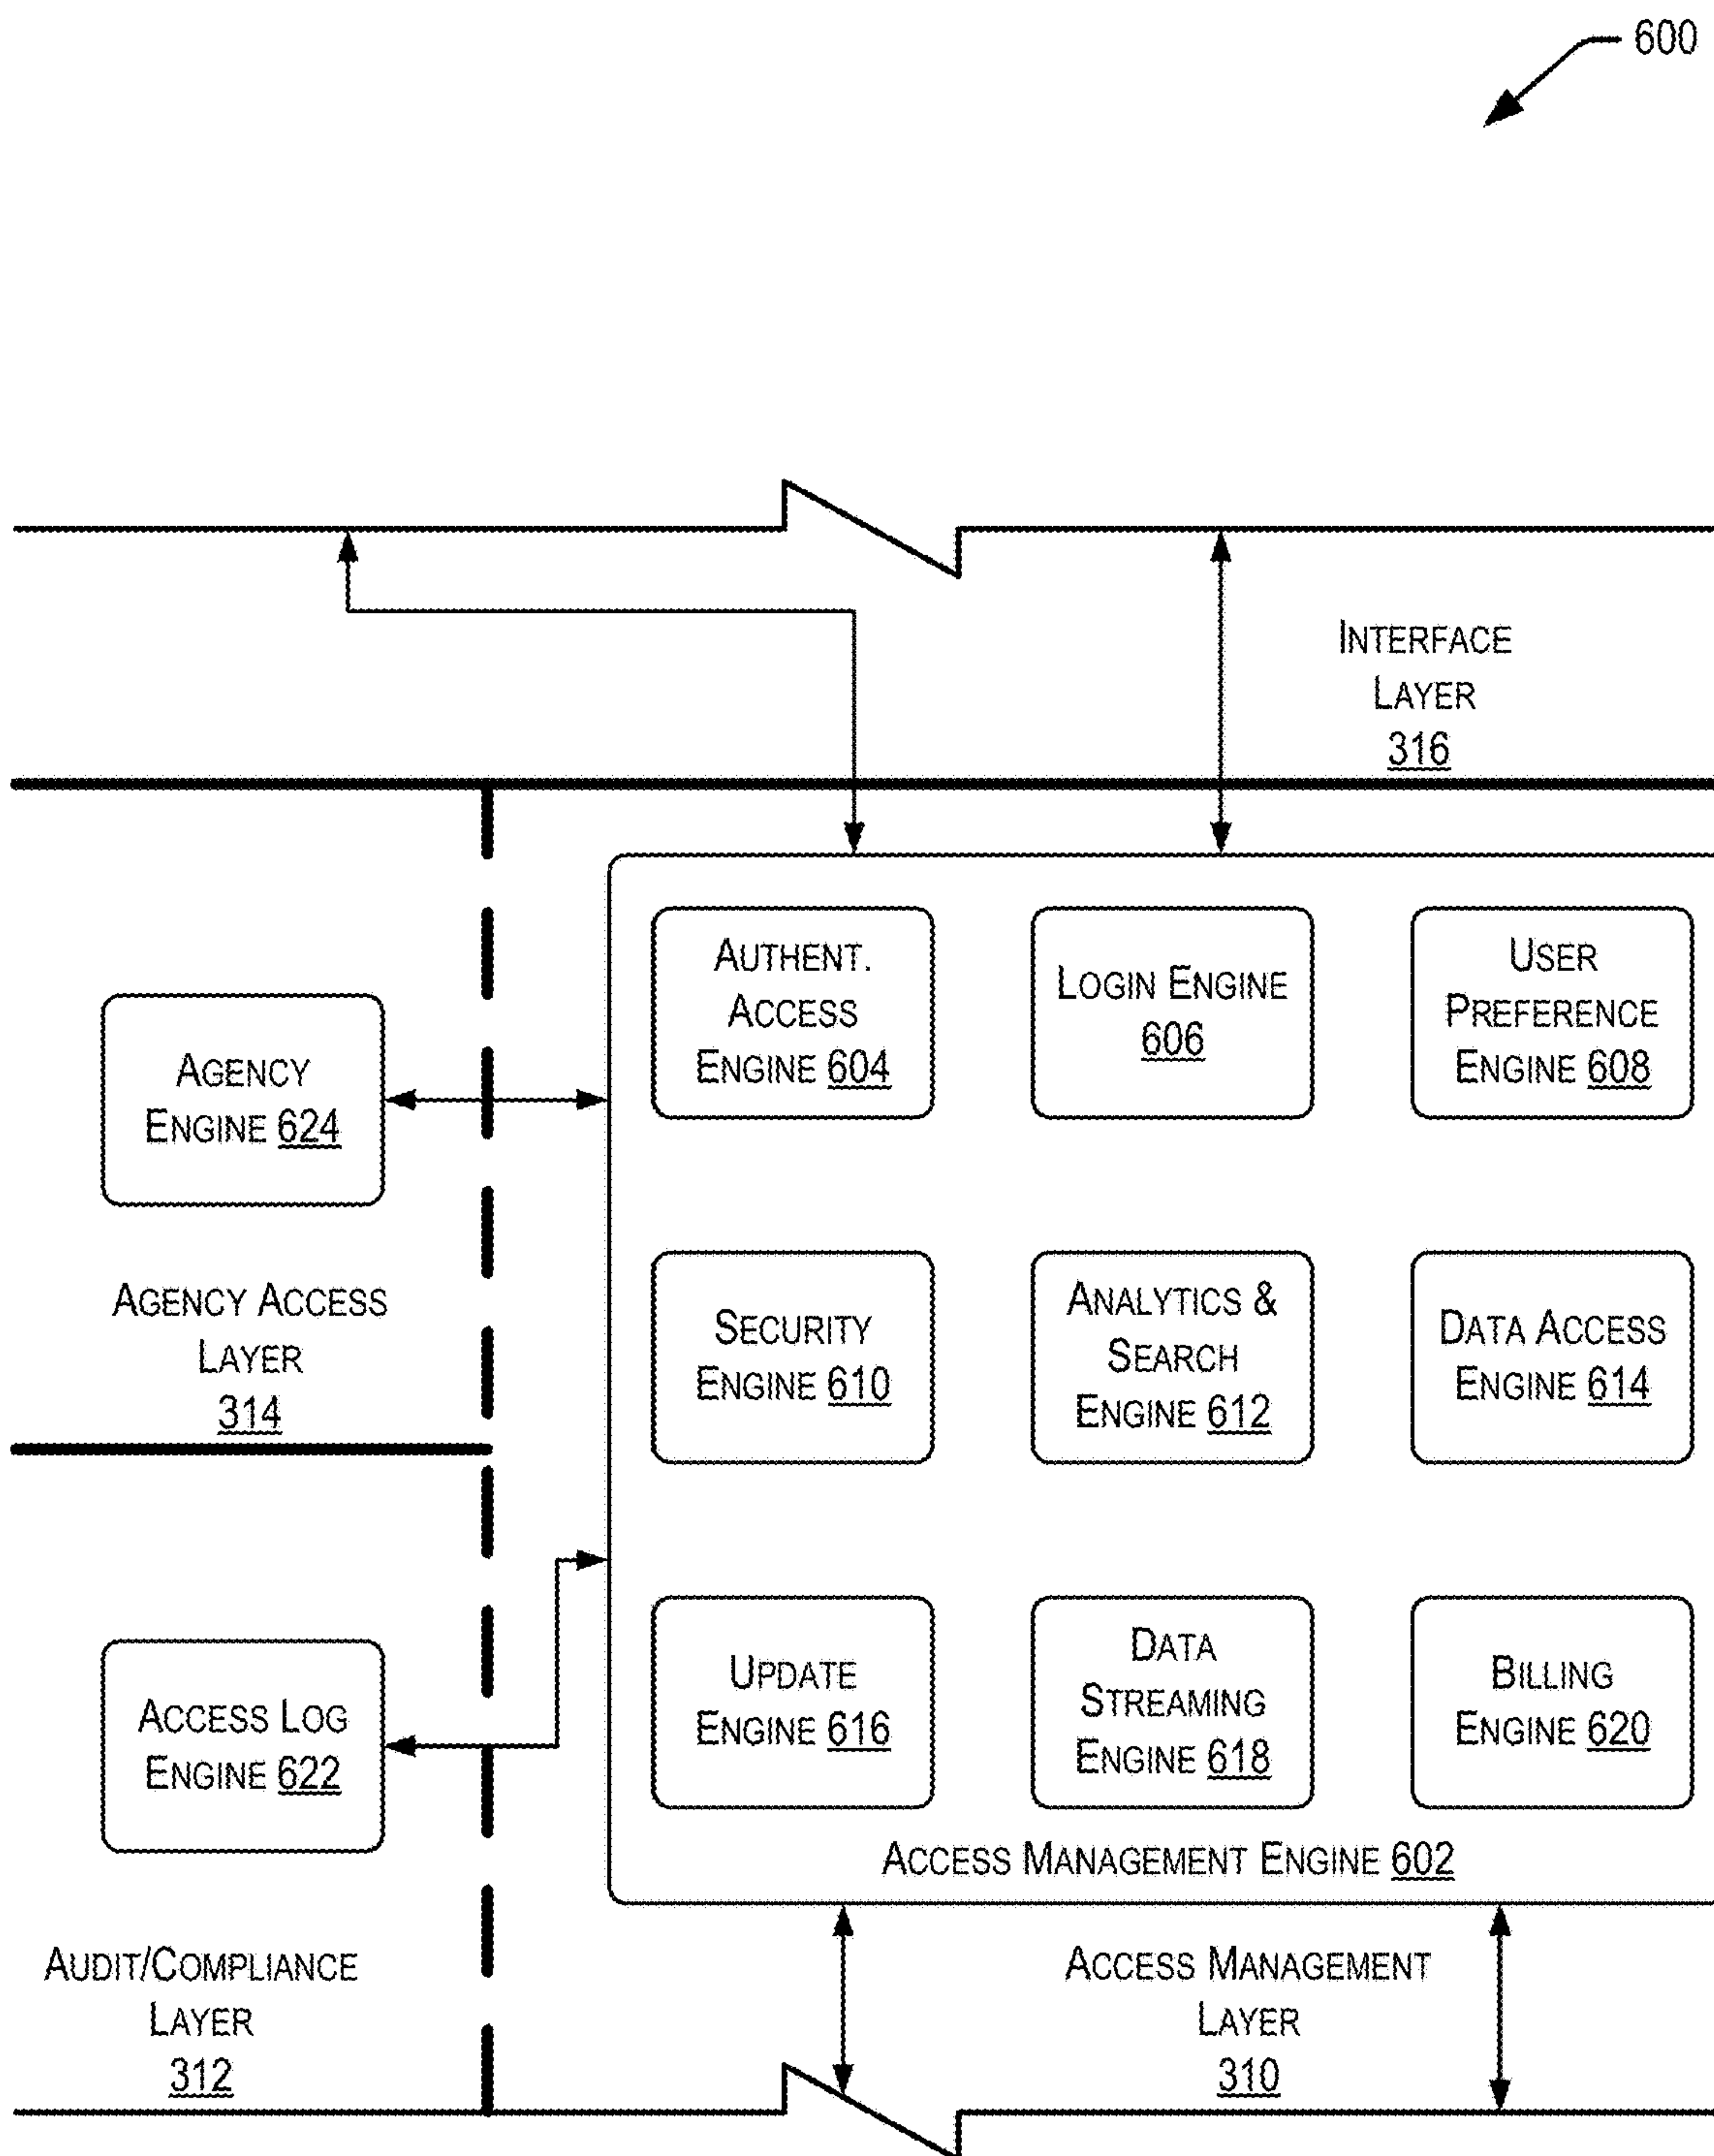 600
INTERFACE
LAYER
316
AUTHENT.
ACCESS
ENGINE 604
LOGIN ENGINE
606
USER
PREFERENCE
ENGINE 608
AGENCY
ENGINE 624
AGENCY ACCESS
LAYER
314
SECURITY
ENGINE 610
ANALYTICS &
SEARCH
ENGINE 612
DATA ACCESS
ENGINE 614
UPDATE
ENGINE 616
DATA
STREAMING
ENGINE 618
BILLING
ENGINE 620
ACCESS LOG
ENGINE 622
ACCESS MANAGEMENT ENGINE 602
AUDIT/COMPLIANCE
LAYER
312
ACCESS MANAGEMENT
LAYER
310